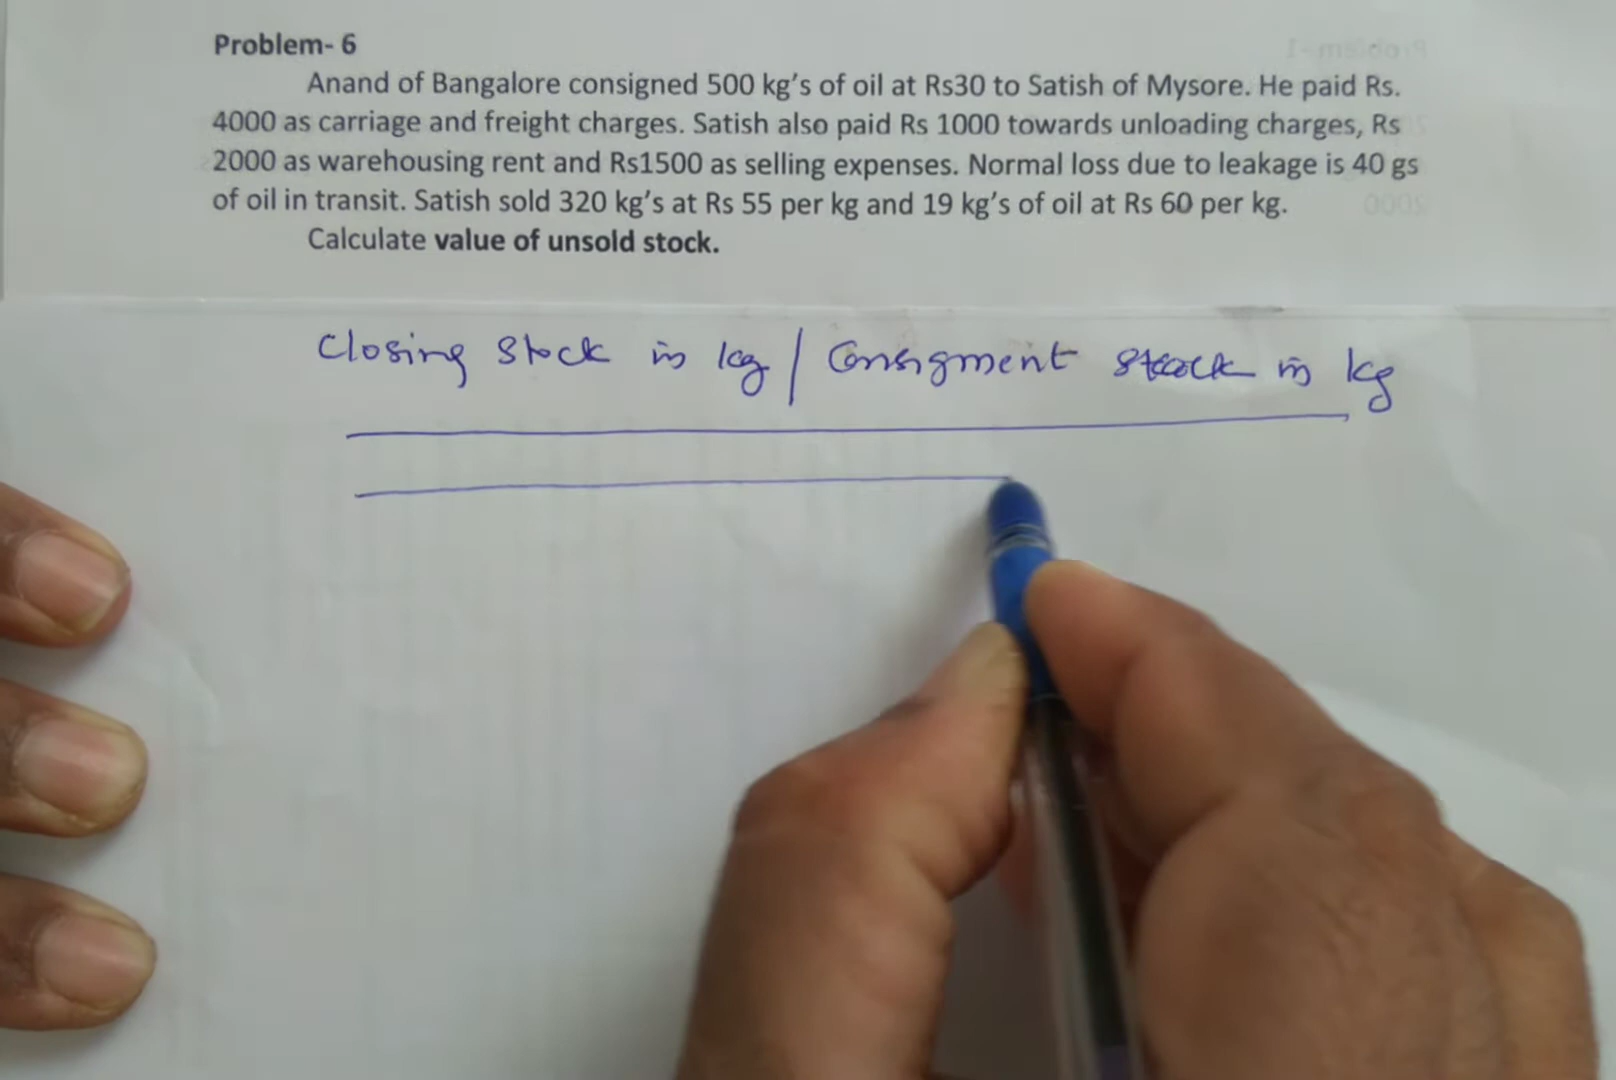 Problem- 6
Anand of Bangalore consigned 500 kg's of oil at Rs30 to Satish of Mysore. He paid Rs.
4000 as carriage and freight charges. Satish also paid Rs 1000 towards unloading charges, Rs
2000 as warehousing rent and Rs1500 as selling expenses. Normal loss due to leakage is 40 gs
of oil in transit. Satish sold 320 kg's at Rs 55 per kg and 19 kg's of oil at Rs 60 per kg.
Calculate value of unsold stock.
Closing Stock in kg / Consigment Stock in kg